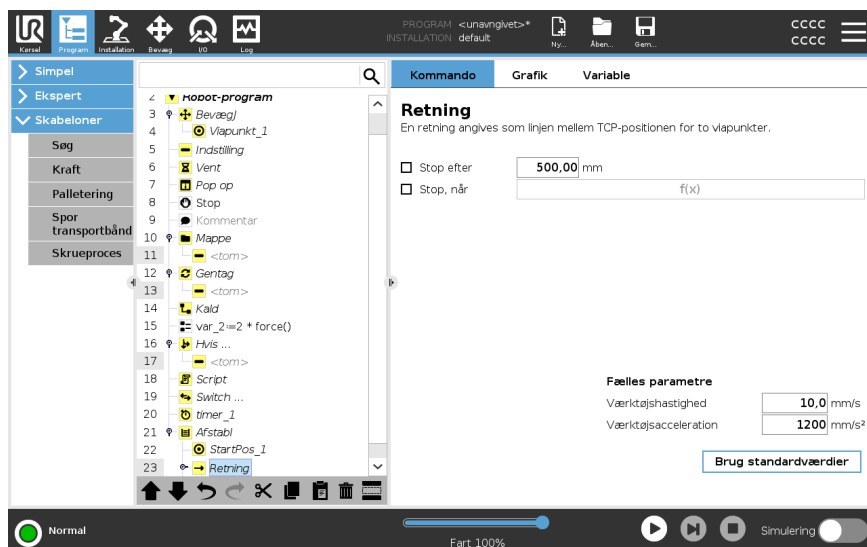 UR
Kørsel
Program
Installation
Bevæg
I/O
Log
PROGRAM <unavngivet>*
INSTALLATION default
Ny...
Åben...
Gem...
CCCC
CCCC
Simpel
Ekspert
Skabeloner
Søg
Kraft
Palletering
Spor
transportbånd
Skrueproces
2 Robot-program
3 BevægJ
4 Viapunkt_1
5 Indstilling
6 Vent
7 Pop op
8 Stop
9 Kommentar
10 Mappe
11 <tom>
12 Gentag
13 <tom>
14 Kald
15 var_2:=2 * force()
16 Hvis ...
17 <tom>
18 Script
19 Switch ...
20 timer_1
21 Afstabl
22 StartPos_1
23 Retning
Kommando
Grafik
Variable
Retning
En retning angives som linjen mellem TCP-positionen for to viapunkter.
Stop efter 500,00 mm
Stop, når f(x)
Fælles parametre
Værktøjshastighed 10,0 mm/s
Værktøjsacceleration 1200 mm/s²
Brug standardværdier
Normal
Fart 100%
Simulering